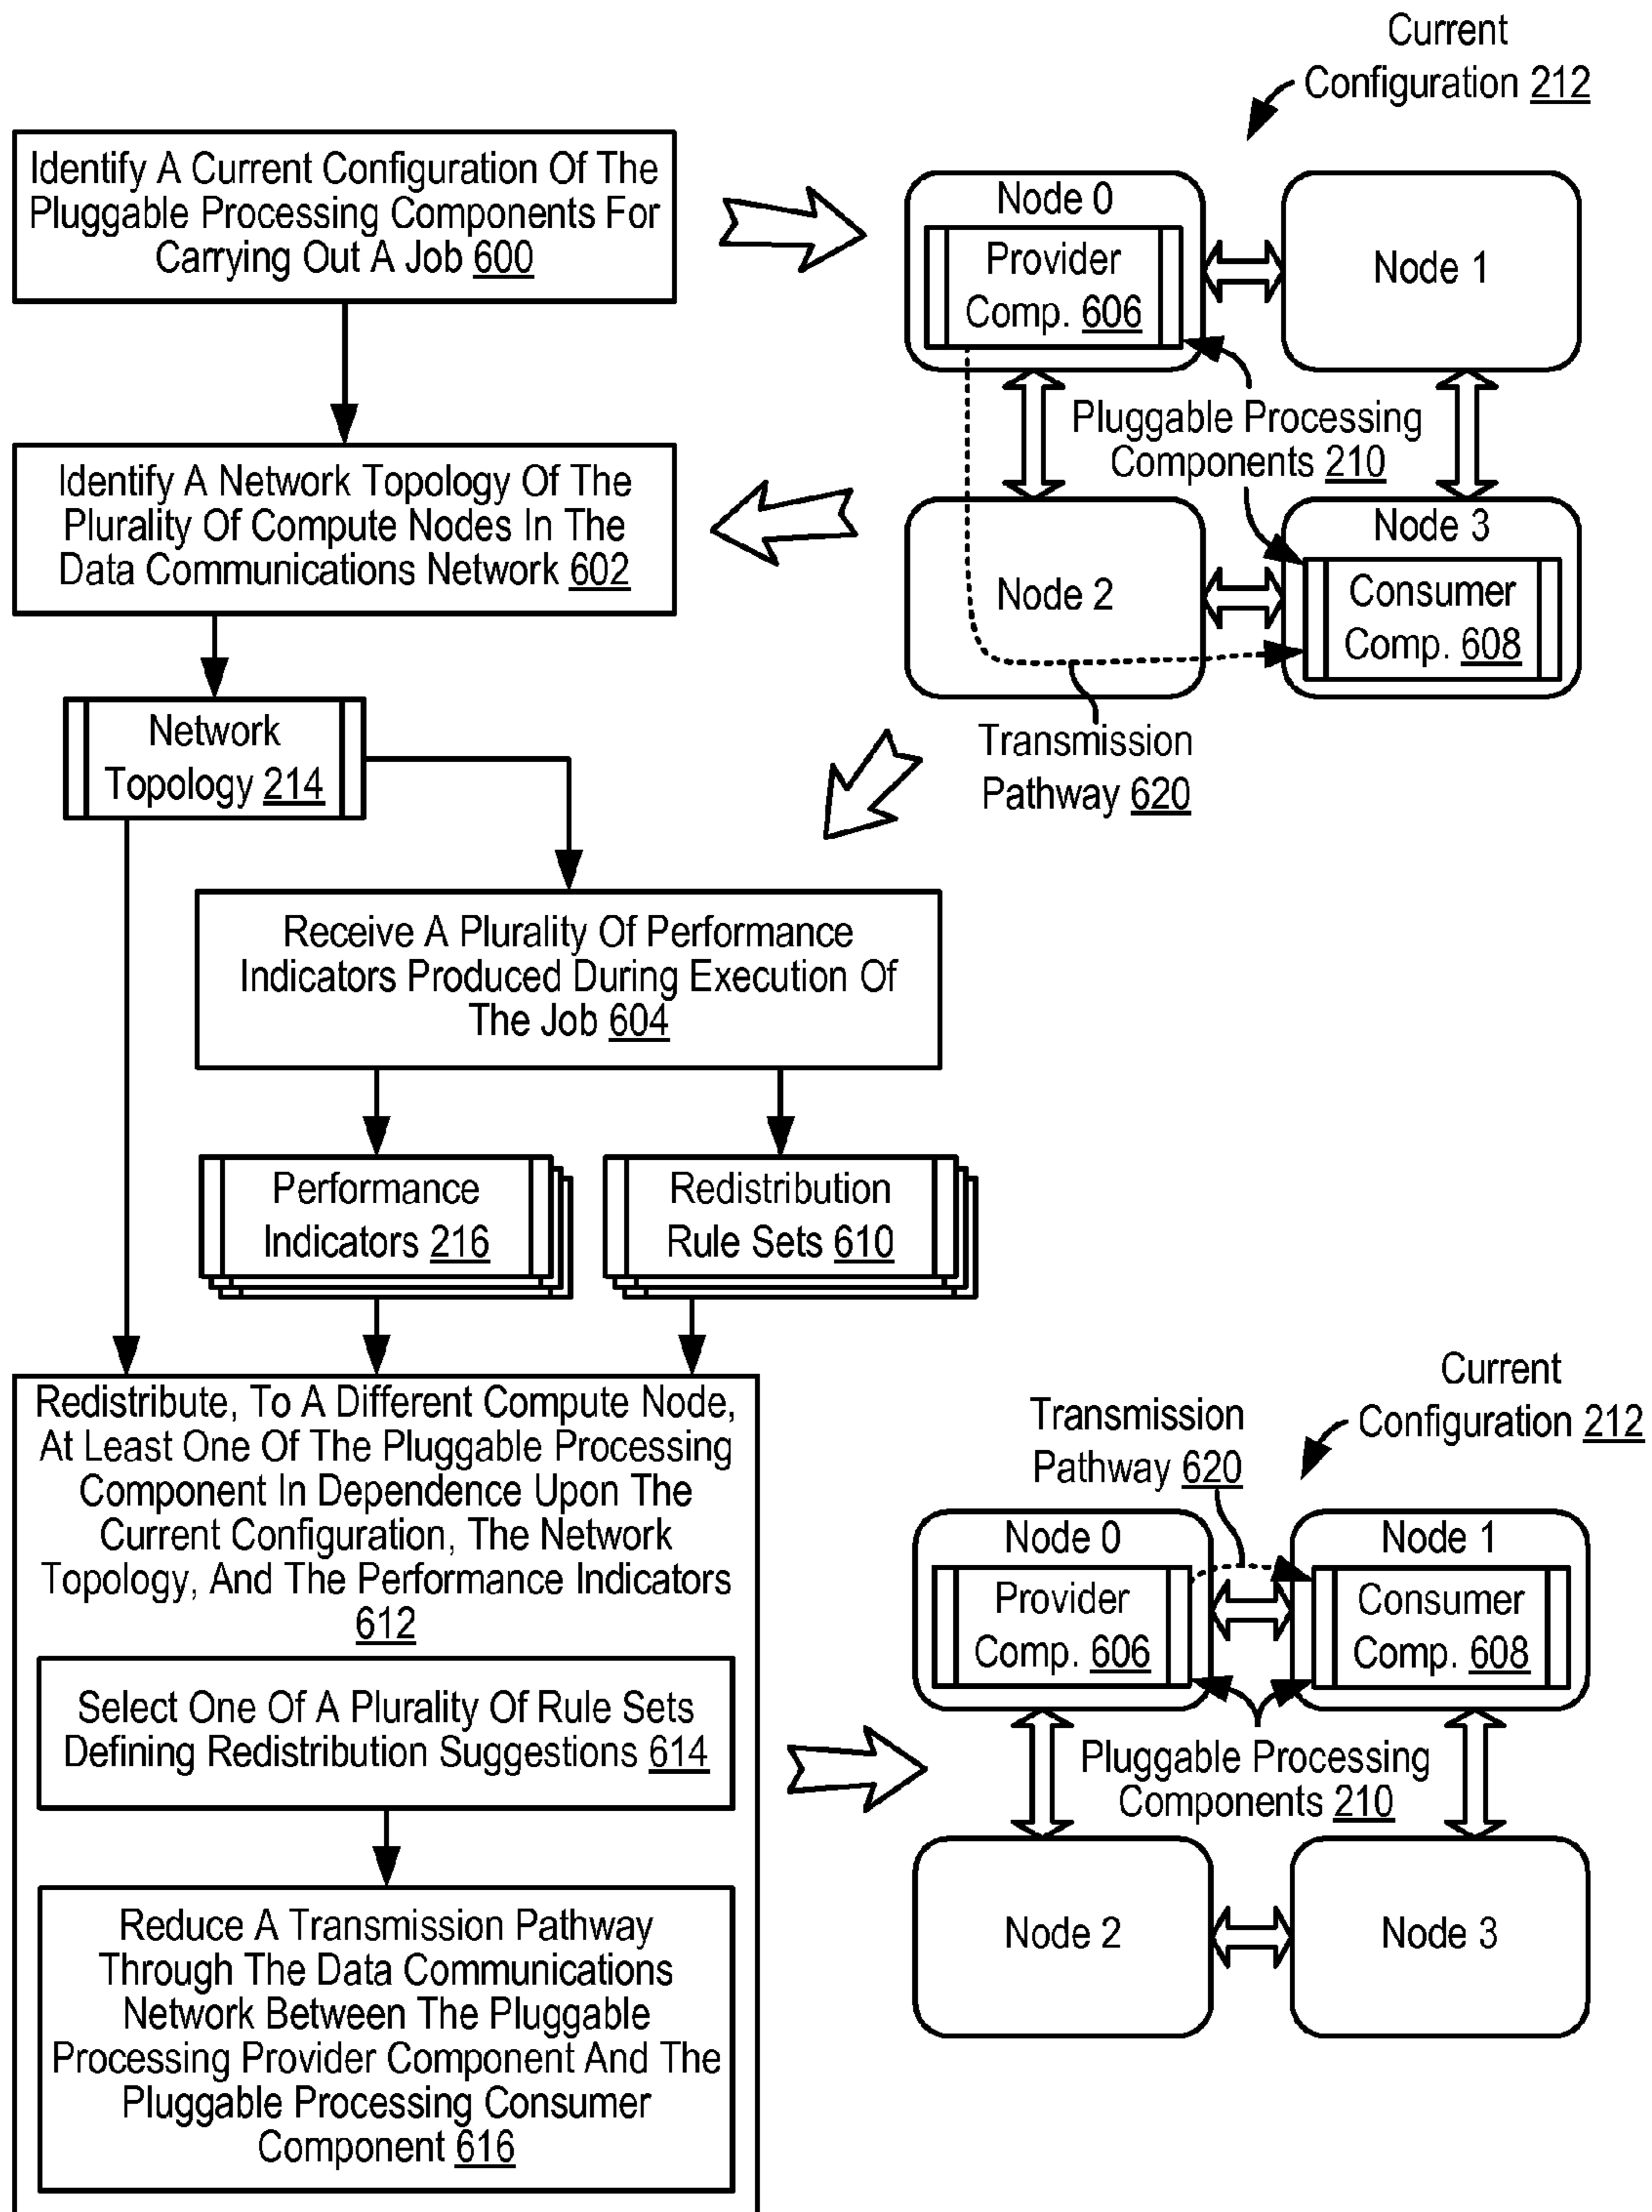 Current
Configuration 212
Identify A Current Configuration Of The
Pluggable Processing Components For
Carrying Out A Job 600
Node 0
Provider
Comp. 606
Node 1
Pluggable Processing
Components 210
Identify A Network Topology Of The
Plurality Of Compute Nodes In The
Data Communications Network 602
Node 2
Node 3
Consumer
Comp. 608
Transmission
Pathway 620
Network
Topology 214
Receive A Plurality Of Performance
Indicators Produced During Execution Of
The Job 604
Performance
Indicators 216
Redistribution
Rule Sets 610
Redistribute, To A Different Compute Node,
At Least One Of The Pluggable Processing
Component In Dependence Upon The
Current Configuration, The Network
Topology, And The Performance Indicators
612
Select One Of A Plurality Of Rule Sets
Defining Redistribution Suggestions 614
Reduce A Transmission Pathway
Through The Data Communications
Network Between The Pluggable
Processing Provider Component And The
Pluggable Processing Consumer
Component 616
Current
Configuration 212
Transmission
Pathway 620
Node 0
Provider
Comp. 606
Node 1
Consumer
Comp. 608
Pluggable Processing
Components 210
Node 2
Node 3